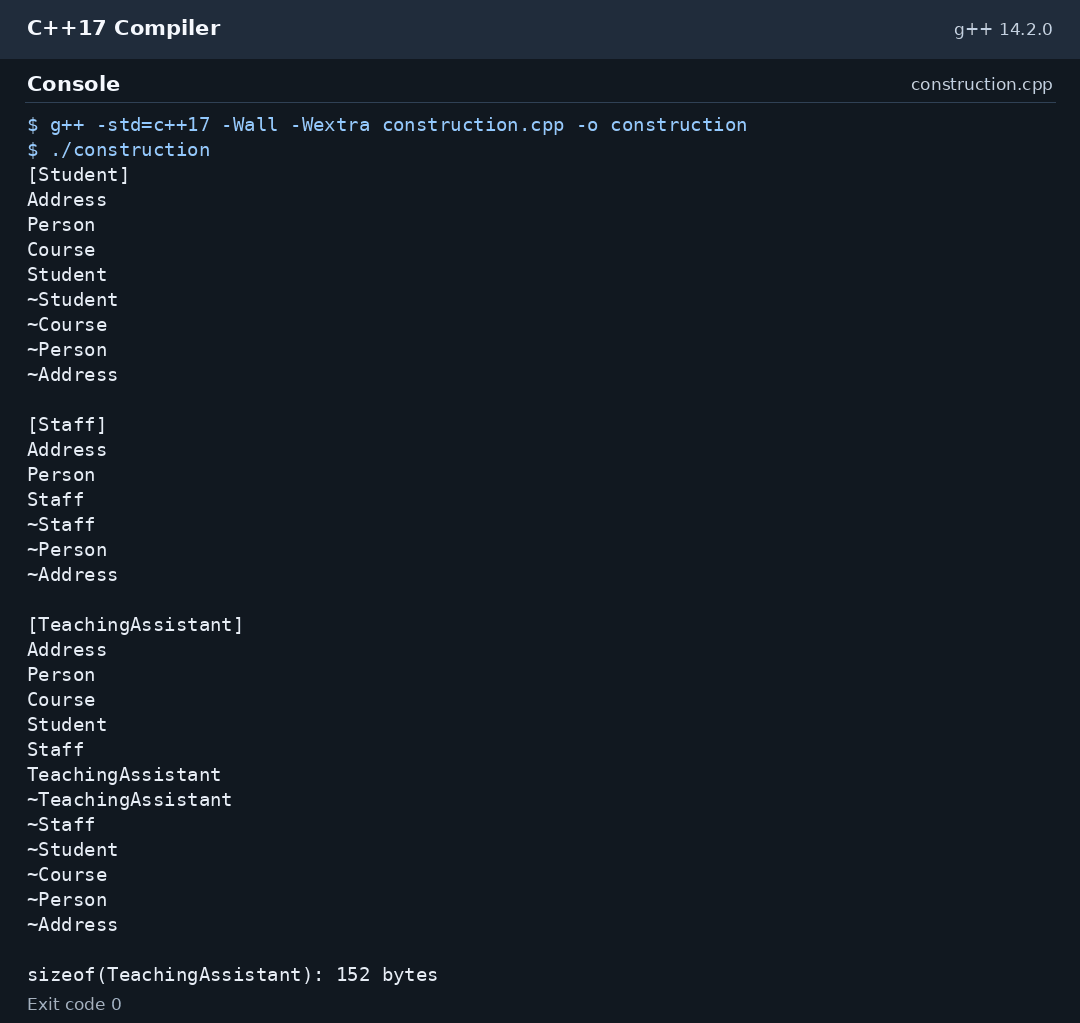 C++17 Compiler
g++ 14.2.0
Console
construction.cpp
$ g++ -std=c++17 -Wall -Wextra construction.cpp -o construction
$ ./construction
[Student]
Address
Person
Course
Student
~Student
~Course
~Person
~Address
[Staff]
Address
Person
Staff
~Staff
~Person
~Address
[TeachingAssistant]
Address
Person
Course
Student
Staff
TeachingAssistant
~TeachingAssistant
~Staff
~Student
~Course
~Person
~Address
sizeof(TeachingAssistant): 152 bytes
Exit code 0